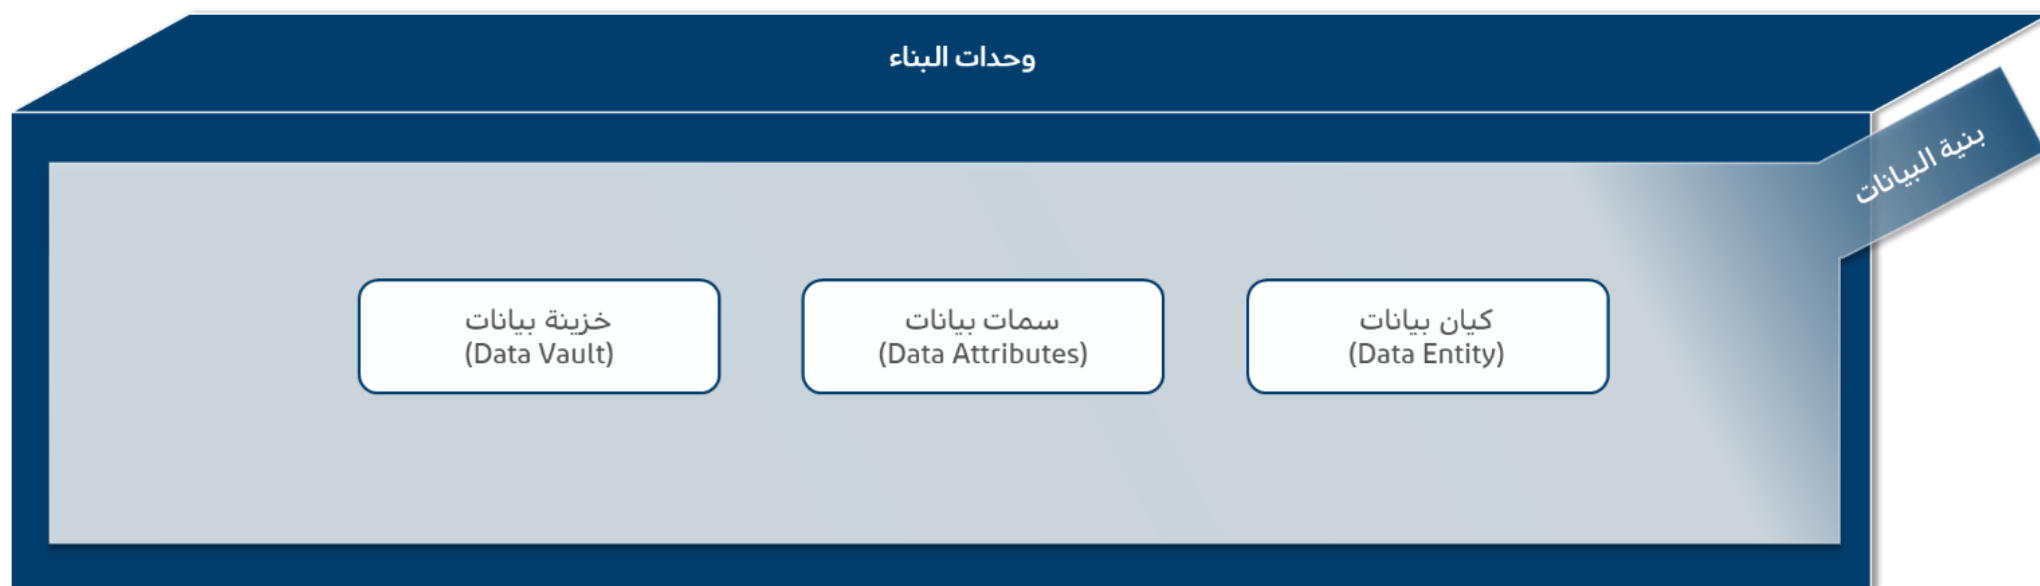 وحدات البناء
بنية البيانات
كيان بيانات
(Data Entity)
سمات بيانات
(Data Attributes)
خزينة بيانات
(Data Vault)